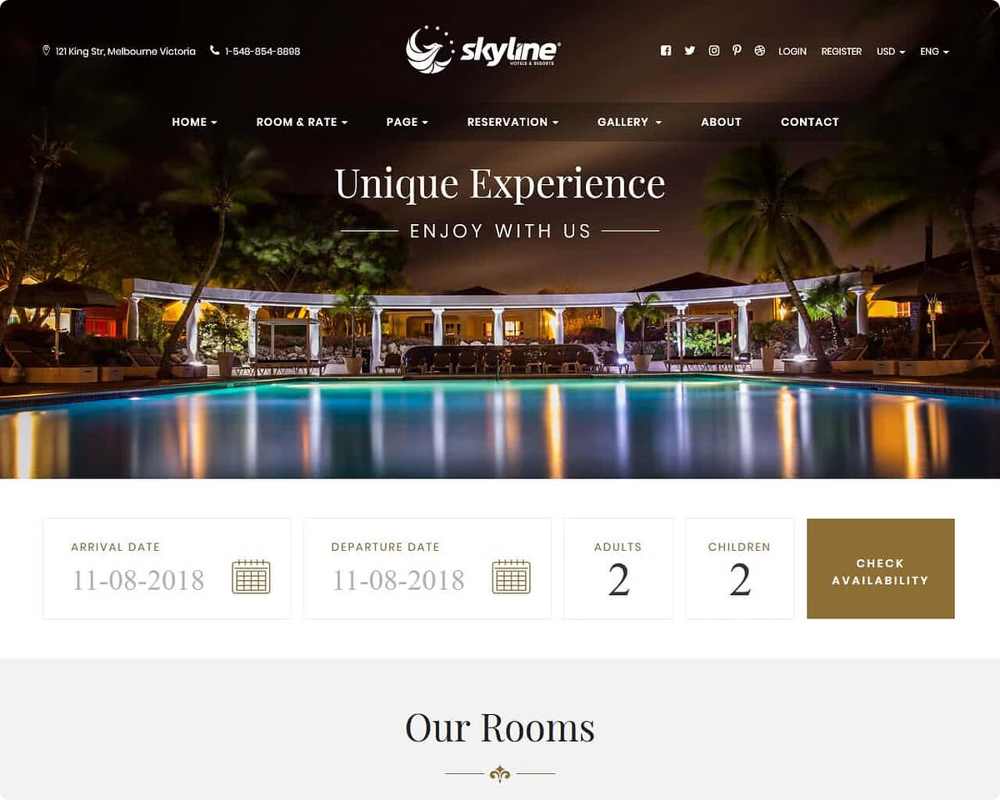 121 King Str, Melbourne Victoria
1-548-854-8898
skyline
HOTELS & RESORTS
LOGIN
REGISTER
USD
ENG
HOME
ROOM & RATE
PAGE
RESERVATION
GALLERY
ABOUT
CONTACT
Unique Experience
ENJOY WITH US
ARRIVAL DATE
11-08-2018
DEPARTURE DATE
11-08-2018
ADULTS
2
CHILDREN
2
CHECK
AVAILABILITY
Our Rooms